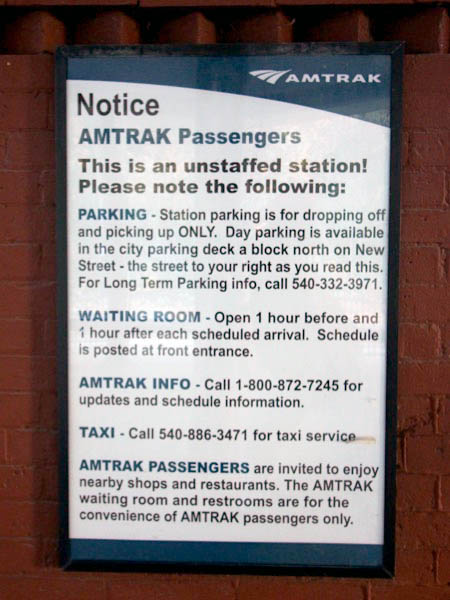 AMTRAK
Notice
AMTRAK Passengers
This is an unstaffed station!
Please note the following:
PARKING - Station parking is for dropping off
and picking up ONLY. Day parking is available
in the city parking deck a block north on New
Street - the street to your right as you read this.
For Long Term Parking info, call 540-332-3971.
WAITING ROOM - Open 1 hour before and
1 hour after each scheduled arrival. Schedule
is posted at front entrance.
AMTRAK INFO - Call 1-800-872-7245 for
updates and schedule information.
TAXI - Call 540-886-3471 for taxi service
AMTRAK PASSENGERS are invited to enjoy
nearby shops and restaurants. The AMTRAK
waiting room and restrooms are for the
convenience of AMTRAK passengers only.